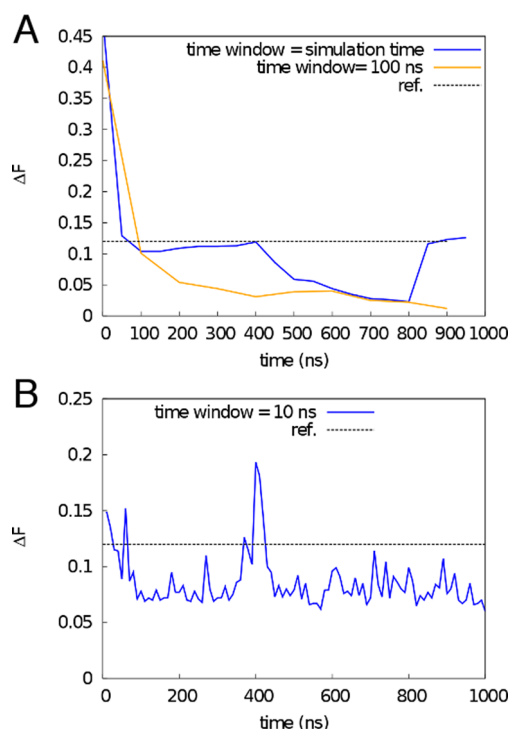 A
time window = simulation time
time window= 100 ns
ref.
0.45
0.4
0.35
0.3
0.25
0.2
0.15
0.1
0.05
0
ΔF
0 100 200 300 400 500 600 700 800 900 1000
time (ns)
B
time window = 10 ns
ref.
0.25
0.2
0.15
0.1
0.05
0
ΔF
0 200 400 600 800 1000
time (ns)